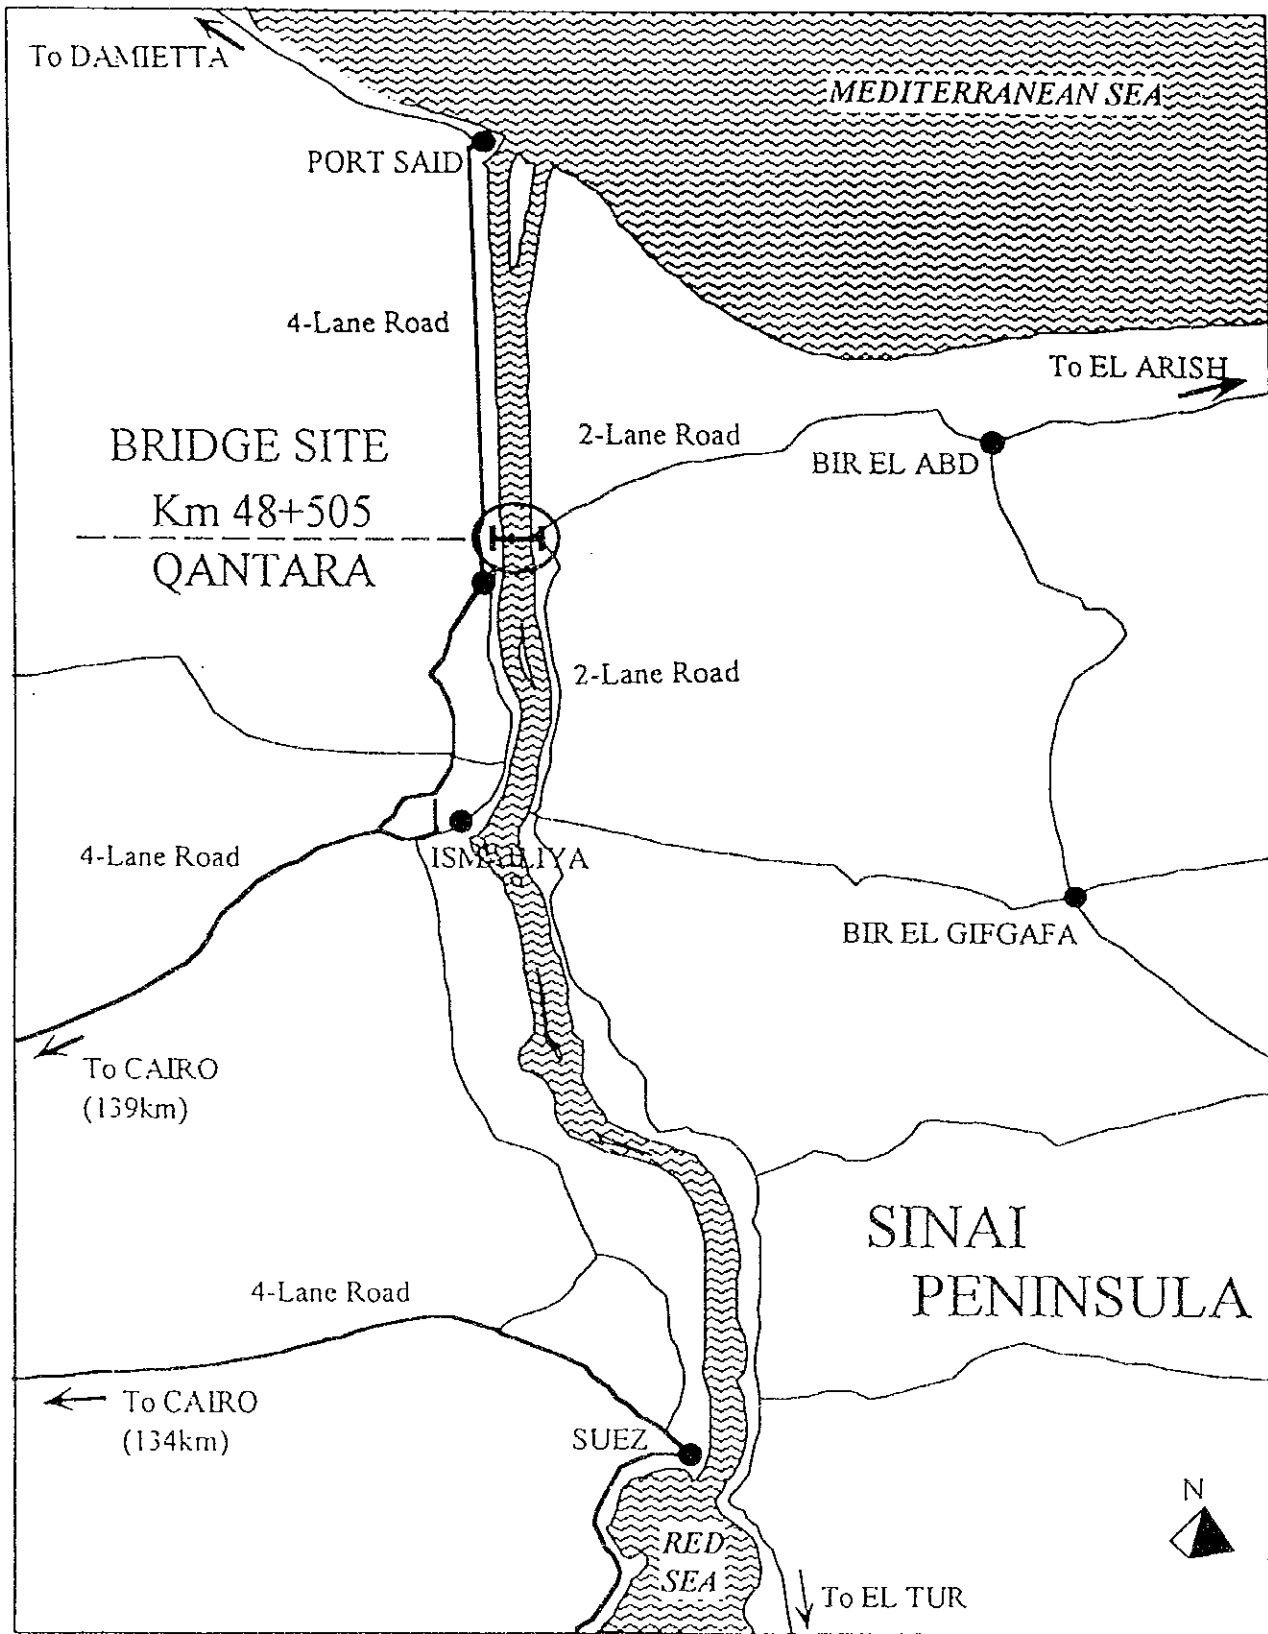 To DAMIETTA
MEDITERRANEAN SEA
PORT SAID
4-Lane Road
To EL ARISH
BRIDGE SITE
2-Lane Road
BIR EL ABD
Km 48+505
QANTARA
2-Lane Road
4-Lane Road
ISMAILIYA
BIR EL GIFGAFA
To CAIRO
(139km)
SINAI
PENINSULA
4-Lane Road
To CAIRO
(134km)
SUEZ
N
RED
SEA
To EL TUR